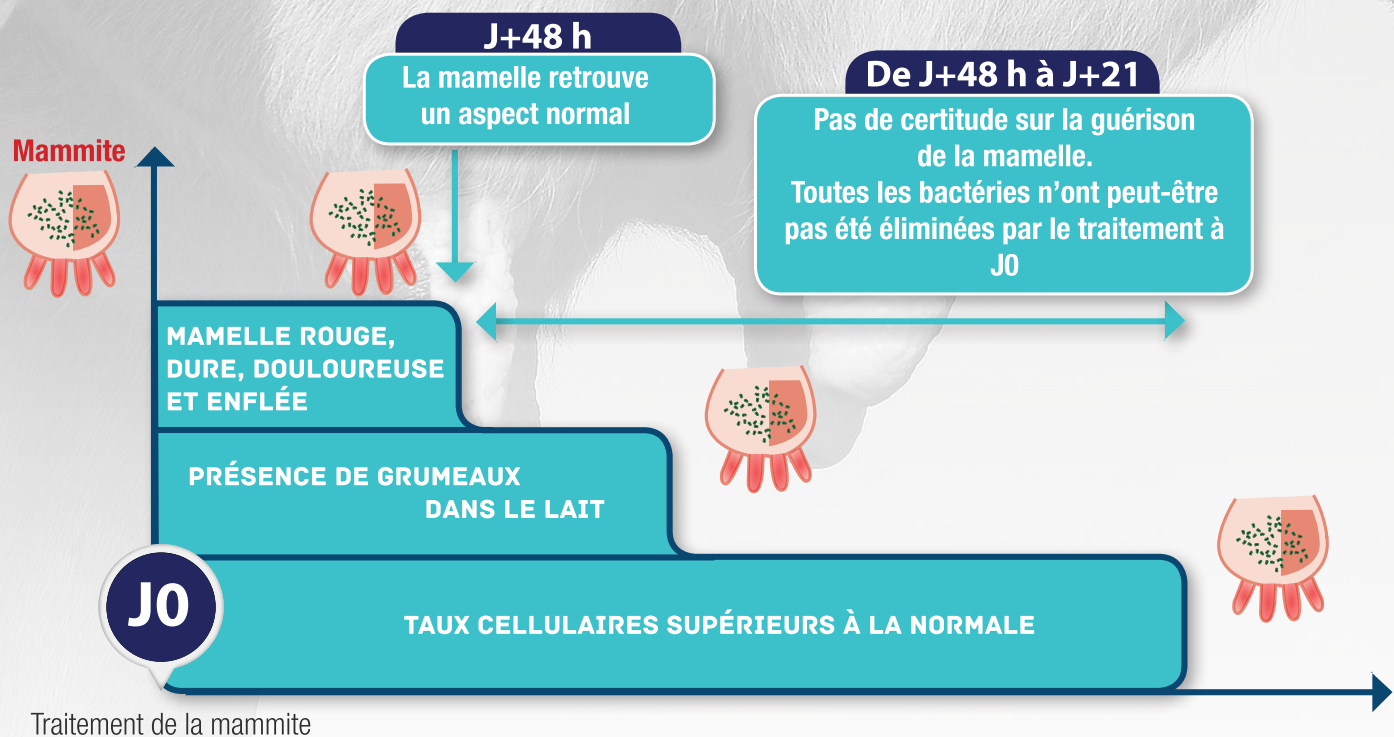 J+48 h
La mamelle retrouve
un aspect normal
De J+48 h à J+21
Pas de certitude sur la guérison
de la mamelle.
Toutes les bactéries n’ont peut-être
pas été éliminées par le traitement à
J0
Mammite
MAMELLE ROUGE,
DURE, DOULOUREUSE
ET ENFLÉE
PRÉSENCE DE GRUMEAUX
DANS LE LAIT
J0
TAUX CELLULAIRES SUPÉRIEURS À LA NORMALE
Traitement de la mammite